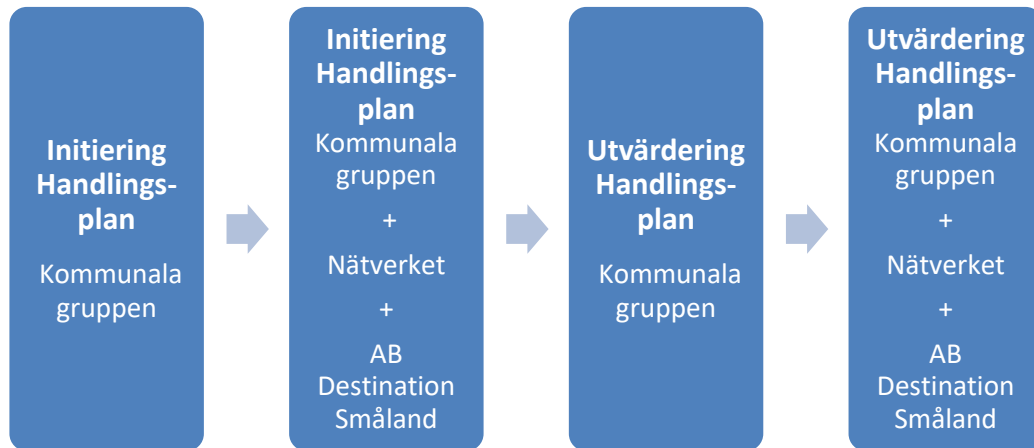 Initiering
Handlings-
plan
Kommunala
gruppen
Initiering
Handlings-
plan
Kommunala
gruppen
+
Nätverket
+
AB
Destination
Småland
Utvärdering
Handlings-
plan
Kommunala
gruppen
Utvärdering
Handlings-
plan
Kommunala
gruppen
+
Nätverket
+
AB
Destination
Småland